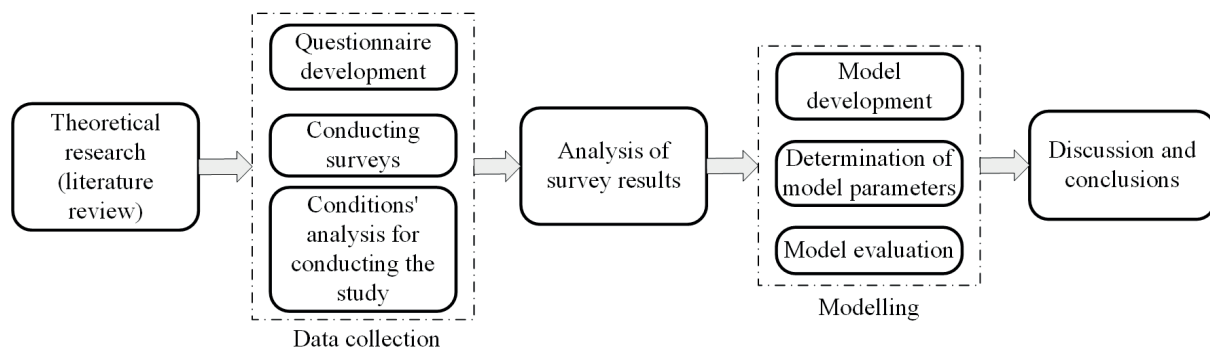 Theoretical
research
(literature
review)
Questionnaire
development
Conducting
surveys
Conditions'
analysis for
conducting the
study
Data collection
Analysis of
survey results
Model
development
Determination of
model parameters
Model evaluation
Modelling
Discussion and
conclusions